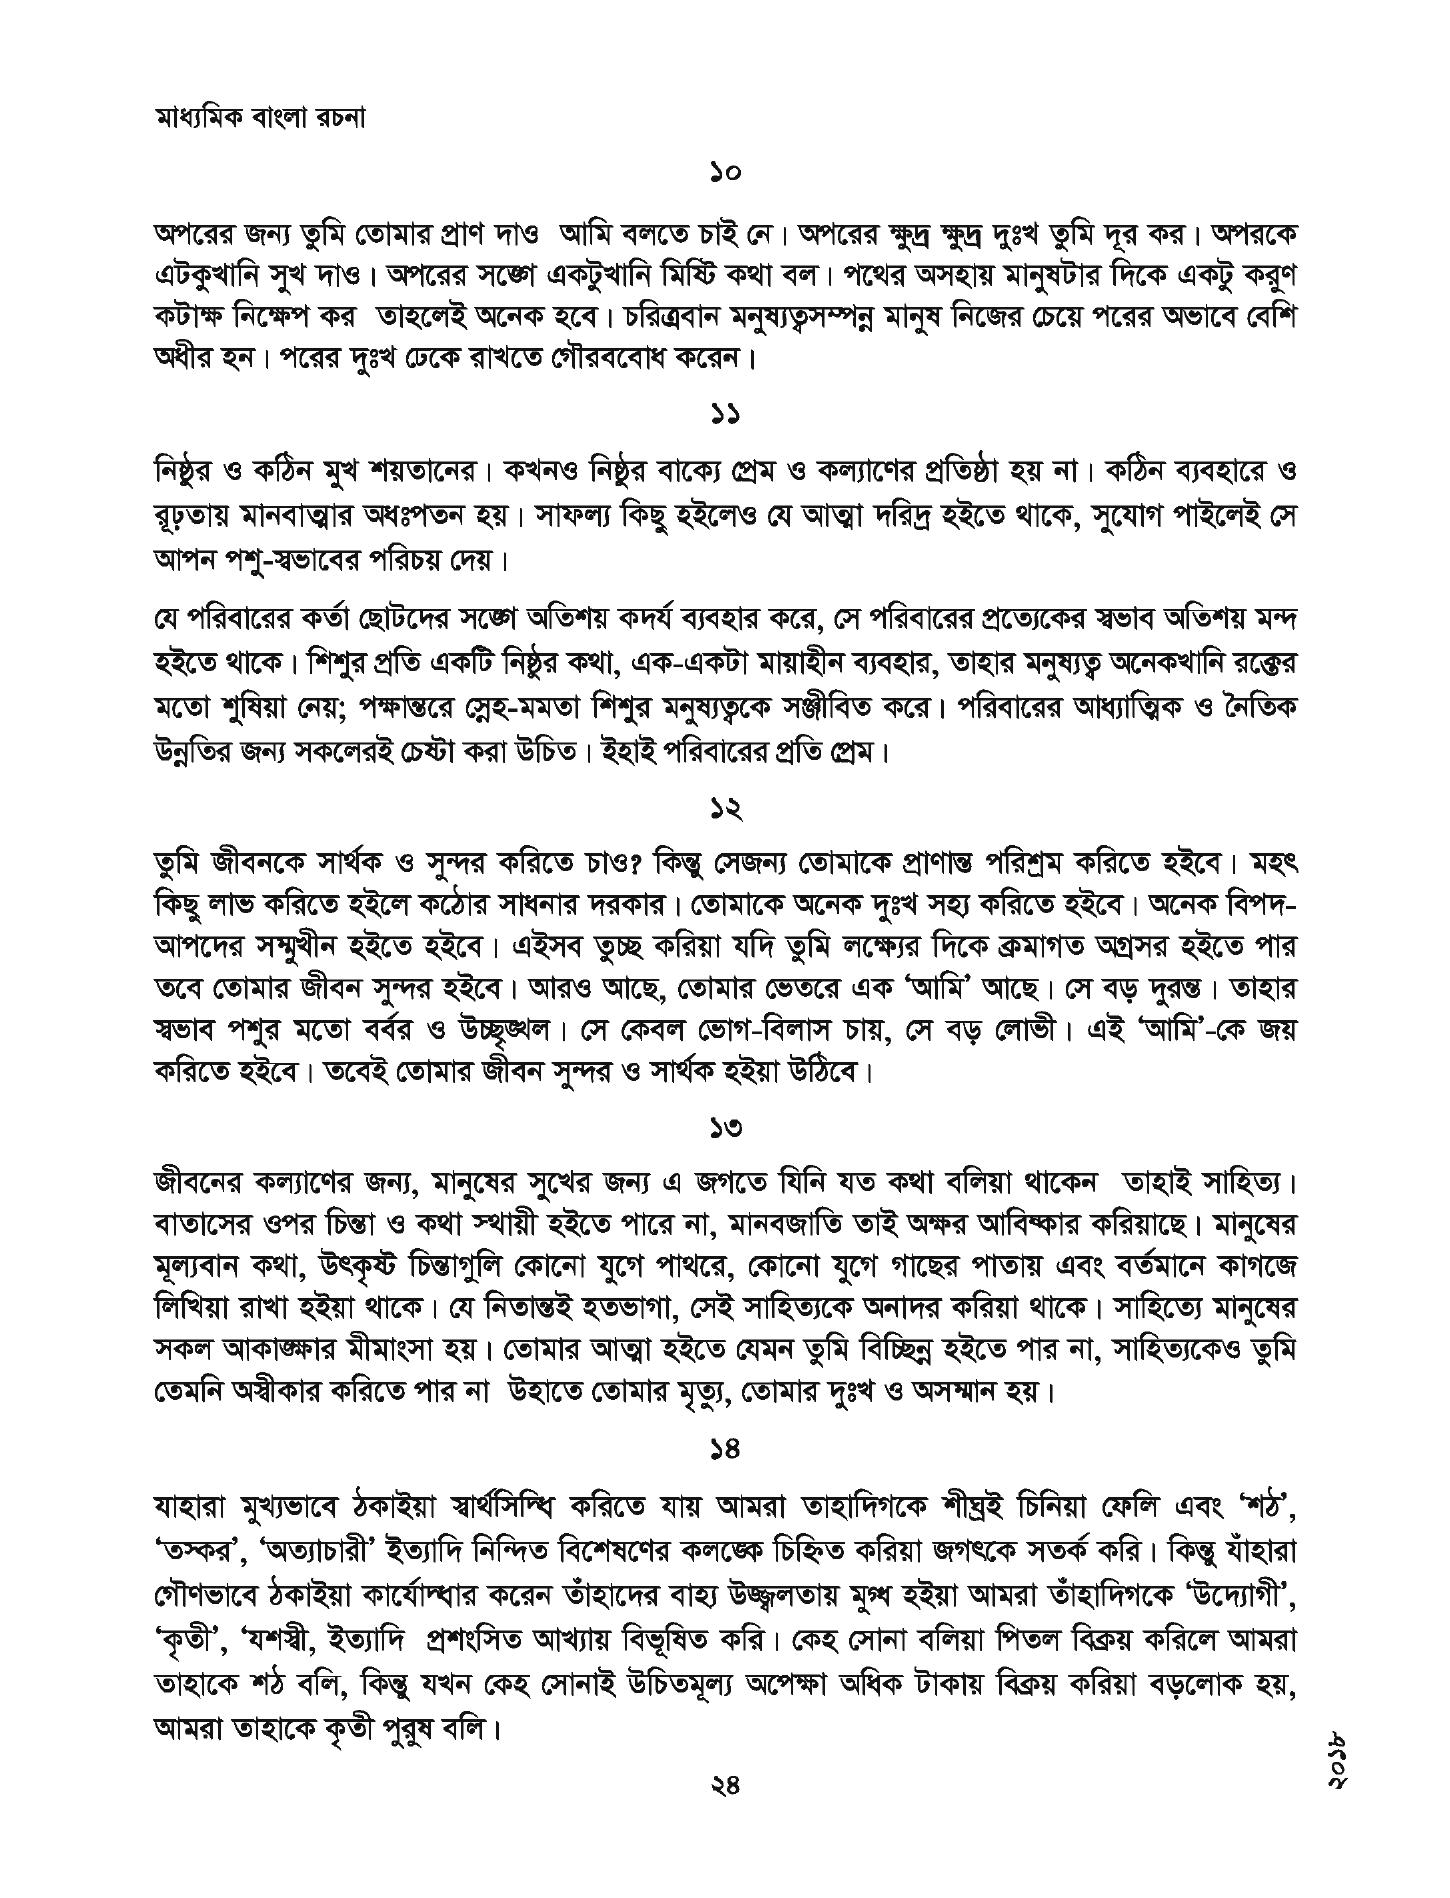 মাধ্যমিক বাংলা রচনা
১০
অপরের জন্য তুমি তোমার প্রাণ দাও আমি বলতে চাই নে। অপরের ক্ষুদ্র ক্ষুদ্র দুঃখ তুমি দূর কর। অপরকে
এটকুখানি সুখ দাও। অপরের সঙ্গে একটুখানি মিষ্টি কথা বল। পথের অসহায় মানুষটার দিকে একটু করুণ
কটাক্ষ নিক্ষেপ কর তাহলেই অনেক হবে। চরিত্রবান মনুষ্যত্বসম্পন্ন মানুষ নিজের চেয়ে পরের অভাবে বেশি
অধীর হন। পরের দুঃখ ঢেকে রাখতে গৌরববোধ করেন।
১১
নিষ্ঠুর ও কঠিন মুখ শয়তানের। কখনও নিষ্ঠুর বাক্যে প্রেম ও কল্যাণের প্রতিষ্ঠা হয় না। কঠিন ব্যবহারে ও
রূঢ়তায় মানবাত্মার অধঃপতন হয়। সাফল্য কিছু হইলেও যে আত্মা দরিদ্র হইতে থাকে, সুযোগ পাইলেই সে
আপন পশু-স্বভাবের পরিচয় দেয়।
যে পরিবারের কর্তা ছোটদের সঙ্গে অতিশয় কদর্য ব্যবহার করে, সে পরিবারের প্রত্যেকের স্বভাব অতিশয় মন্দ
হইতে থাকে। শিশুর প্রতি একটি নিষ্ঠুর কথা, এক-একটা মায়াহীন ব্যবহার, তাহার মনুষ্যত্ব অনেকখানি রক্তের
মতো শুষিয়া নেয়; পক্ষান্তরে স্নেহ-মমতা শিশুর মনুষ্যত্বকে সঞ্জীবিত করে। পরিবারের আধ্যাত্মিক ও নৈতিক
উন্নতির জন্য সকলেরই চেষ্টা করা উচিত। ইহাই পরিবারের প্রতি প্রেম।
১২
তুমি জীবনকে সার্থক ও সুন্দর করিতে চাও? কিন্তু সেজন্য তোমাকে প্রাণান্ত পরিশ্রম করিতে হইবে। মহৎ
কিছু লাভ করিতে হইলে কঠোর সাধনার দরকার। তোমাকে অনেক দুঃখ সহ্য করিতে হইবে। অনেক বিপদ-
আপদের সম্মুখীন হইতে হইবে। এইসব তুচ্ছ করিয়া যদি তুমি লক্ষ্যের দিকে ক্রমাগত অগ্রসর হইতে পার
তবে তোমার জীবন সুন্দর হইবে। আরও আছে, তোমার ভেতরে এক ‘আমি’ আছে। সে বড় দুরন্ত। তাহার
স্বভাব পশুর মতো বর্বর ও উচ্ছৃঙ্খল। সে কেবল ভোগ-বিলাস চায়, সে বড় লোভী। এই ‘আমি’-কে জয়
করিতে হইবে। তবেই তোমার জীবন সুন্দর ও সার্থক হইয়া উঠিবে।
১৩
জীবনের কল্যাণের জন্য, মানুষের সুখের জন্য এ জগতে যিনি যত কথা বলিয়া থাকেন তাহাই সাহিত্য।
বাতাসের ওপর চিন্তা ও কথা স্থায়ী হইতে পারে না, মানবজাতি তাই অক্ষর আবিষ্কার করিয়াছে। মানুষের
মূল্যবান কথা, উৎকৃষ্ট চিন্তাগুলি কোনো যুগে পাথরে, কোনো যুগে গাছের পাতায় এবং বর্তমানে কাগজে
লিখিয়া রাখা হইয়া থাকে। যে নিতান্তই হতভাগা, সেই সাহিত্যকে অনাদর করিয়া থাকে। সাহিত্যে মানুষের
সকল আকাঙ্ক্ষার মীমাংসা হয়। তোমার আত্মা হইতে যেমন তুমি বিচ্ছিন্ন হইতে পার না, সাহিত্যকেও তুমি
তেমনি অস্বীকার করিতে পার না উহাতে তোমার মৃত্যু, তোমার দুঃখ ও অসম্মান হয়।
১৪
যাহারা মুখ্যভাবে ঠকাইয়া স্বার্থসিদ্ধি করিতে যায় আমরা তাহাদিগকে শীঘ্রই চিনিয়া ফেলি এবং ‘শঠ’,
‘তস্কর’, ‘অত্যাচারী’ ইত্যাদি নিন্দিত বিশেষণের কলঙ্কে চিহ্নিত করিয়া জগৎকে সতর্ক করি। কিন্তু যাঁহারা
গৌণভাবে ঠকাইয়া কার্যোদ্ধার করেন তাঁহাদের বাহ্য উজ্জ্বলতায় মুগ্ধ হইয়া আমরা তাঁহাদিগকে ‘উদ্যোগী’,
‘কৃতী’, ‘যশস্বী, ইত্যাদি প্রশংসিত আখ্যায় বিভূষিত করি। কেহ সোনা বলিয়া পিতল বিক্রয় করিলে আমরা
তাহাকে শঠ বলি, কিন্তু যখন কেহ সোনাই উচিতমূল্য অপেক্ষা অধিক টাকায় বিক্রয় করিয়া বড়লোক হয়,
আমরা তাহাকে কৃতী পুরুষ বলি।
২৪
২০১৮